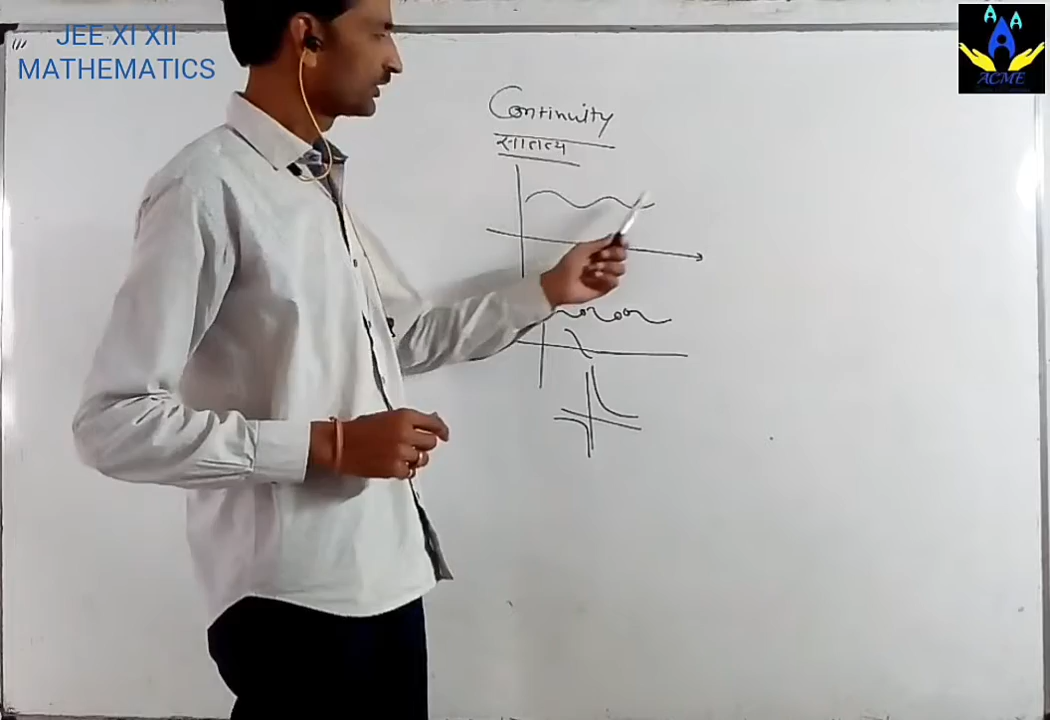 JEE XI XII
MATHEMATICS
A A
A
ACME
Continuity
सातत्य